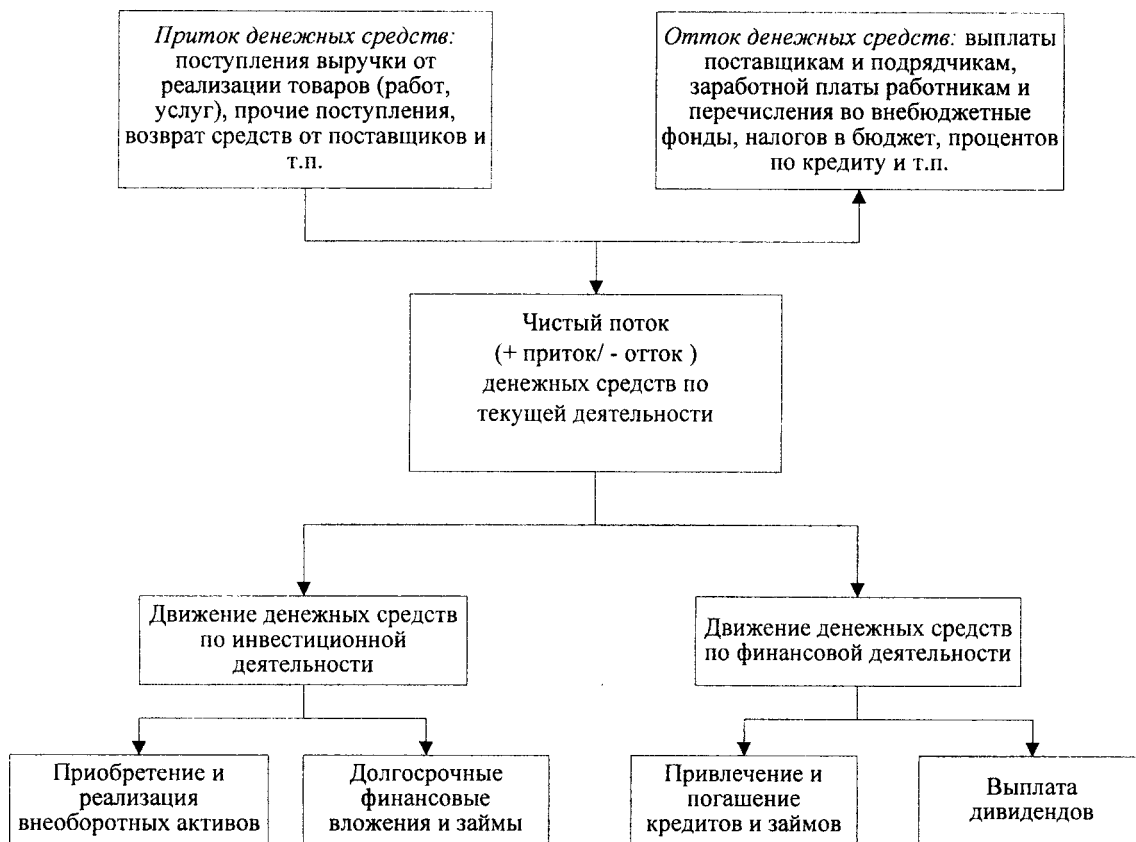 Приток денежных средств:
поступления выручки от
реализации товаров (работ,
услуг), прочие поступления,
возврат средств от поставщиков и
т.п.
Отток денежных средств: выплаты
поставщикам и подрядчикам,
заработной платы работникам и
перечисления во внебюджетные
фонды, налогов в бюджет, процентов
по кредиту и т.п.
Чистый поток
(+ приток/ - отток )
денежных средств по
текущей деятельности
Движение денежных средств
по инвестиционной
деятельности
Движение денежных средств
по финансовой деятельности
Приобретение и
реализация
внеоборотных активов
Долгосрочные
финансовые
вложения и займы
Привлечение и
погашение
кредитов и займов
Выплата
дивидендов